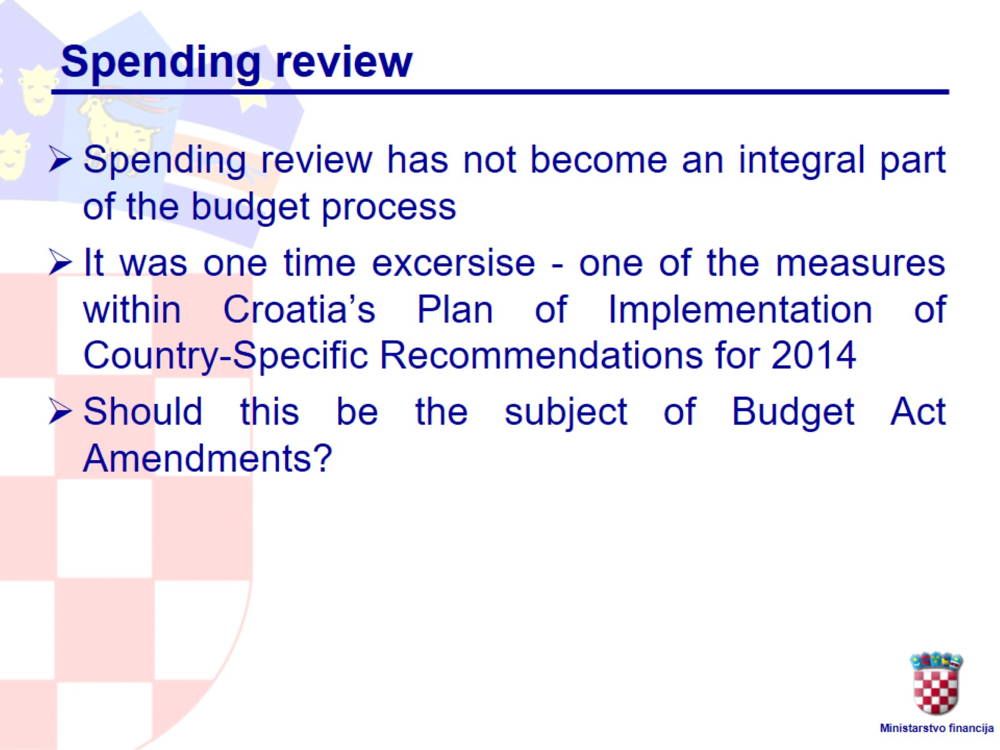 Spending review
➢ Spending review has not become an integral part
of the budget process
➢ It was one time excersise - one of the measures
within Croatia’s Plan of Implementation of
Country-Specific Recommendations for 2014
➢ Should this be the subject of Budget Act
Amendments?
Ministarstvo financija